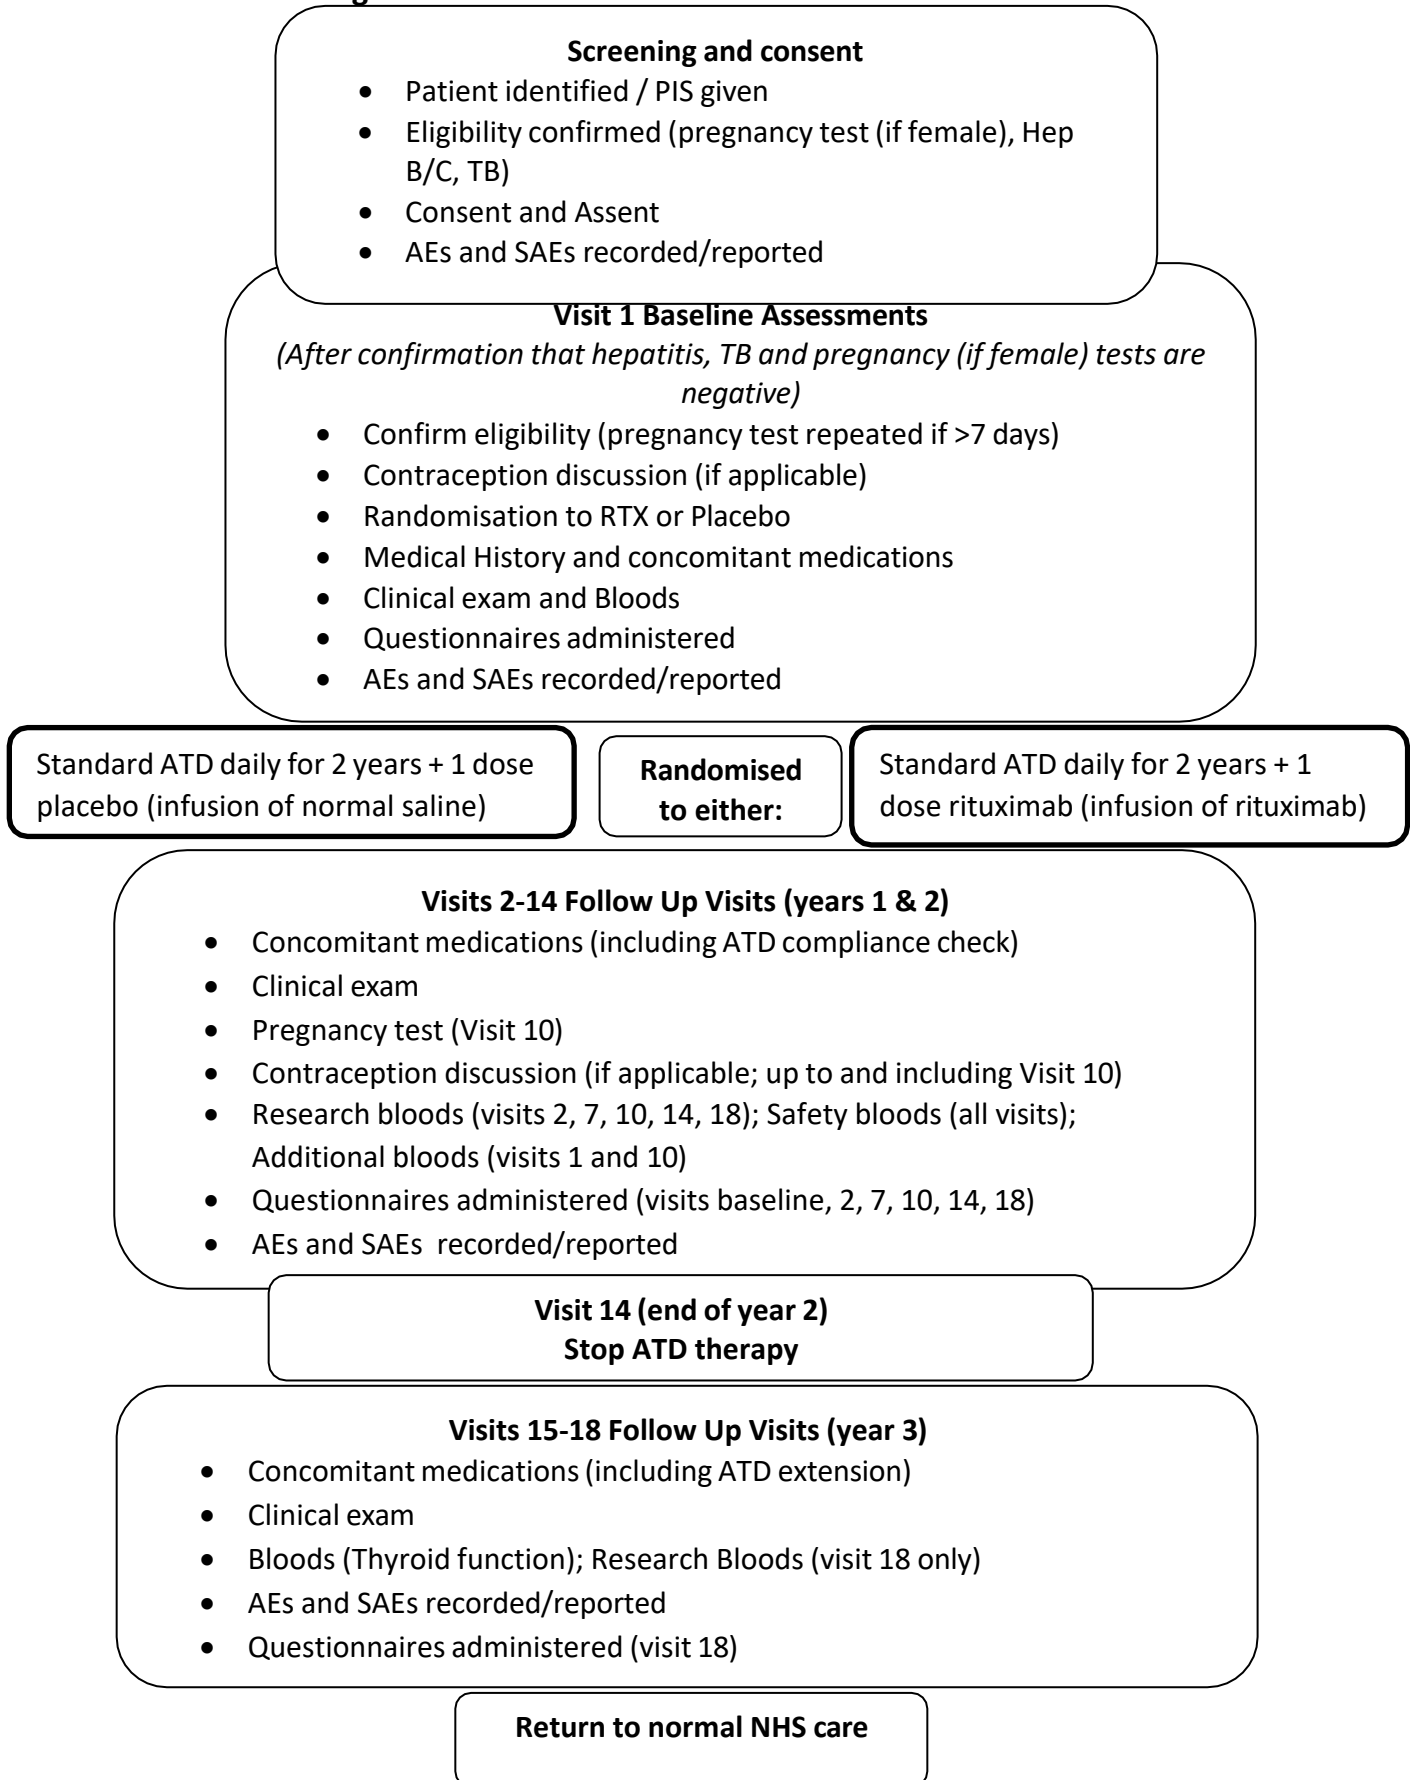 Screening and consent
• Patient identified / PIS given
• Eligibility confirmed (pregnancy test (if female), Hep
B/C, TB)
• Consent and Assent
• AEs and SAEs recorded/reported
Visit 1 Baseline Assessments
(After confirmation that hepatitis, TB and pregnancy (if female) tests are
negative)
• Confirm eligibility (pregnancy test repeated if >7 days)
• Contraception discussion (if applicable)
• Randomisation to RTX or Placebo
• Medical History and concomitant medications
• Clinical exam and Bloods
• Questionnaires administered
• AEs and SAEs recorded/reported
Standard ATD daily for 2 years + 1 dose
placebo (infusion of normal saline)
Randomised
to either:
Standard ATD daily for 2 years + 1
dose rituximab (infusion of rituximab)
Visits 2-14 Follow Up Visits (years 1 & 2)
• Concomitant medications (including ATD compliance check)
• Clinical exam
• Pregnancy test (Visit 10)
• Contraception discussion (if applicable; up to and including Visit 10)
• Research bloods (visits 2, 7, 10, 14, 18); Safety bloods (all visits);
Additional bloods (visits 1 and 10)
• Questionnaires administered (visits baseline, 2, 7, 10, 14, 18)
• AEs and SAEs recorded/reported
Visit 14 (end of year 2)
Stop ATD therapy
Visits 15-18 Follow Up Visits (year 3)
• Concomitant medications (including ATD extension)
• Clinical exam
• Bloods (Thyroid function); Research Bloods (visit 18 only)
• AEs and SAEs recorded/reported
• Questionnaires administered (visit 18)
Return to normal NHS care